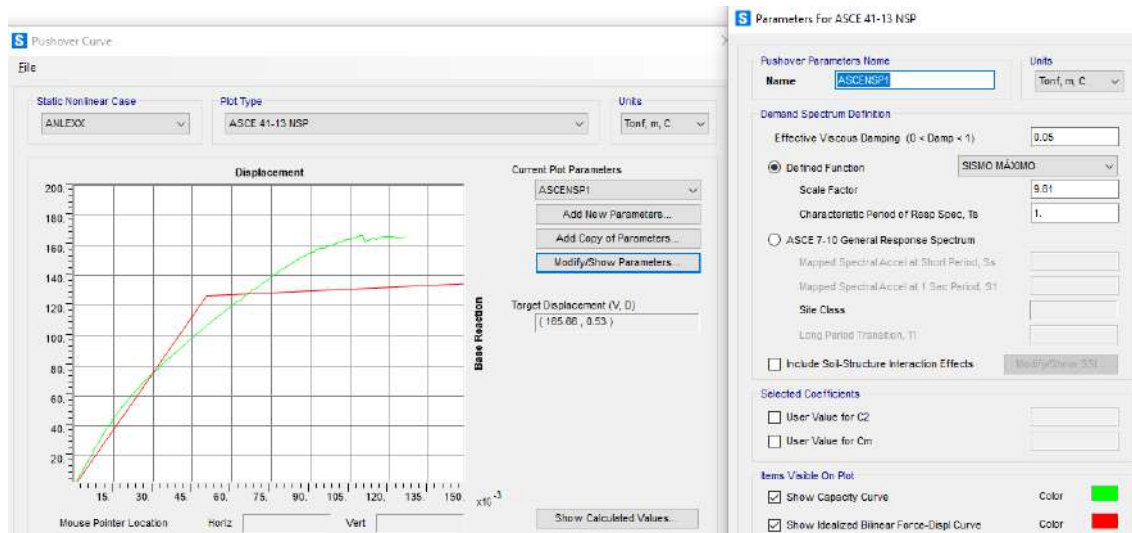 Pushover Curve
File
Static Nonlinear Case
ANLEXX
Plot Type
ASCE 41-13 NSP
Units
Tonf, m, C
Displacement
200.
180.
160.
140.
120.
100.
80.
60.
40.
20.
15. 30. 45. 60. 75. 90. 105. 120. 135. 150. x10 -3
Base Reaction
Mouse Pointer Location Horiz Vert
Current Plot Parameters
ASCENSP1
Add New Parameters...
Add Copy of Parameters...
Modify/Show Parameters...
Target Displacement (V, D)
( 165.66 , 0.53 )
Show Calculated Values...
Parameters For ASCE 41-13 NSP
Pushover Parameters Name
Name ASCENSP1
Units
Tonf, m, C
Demand Spectrum Definition
Effective Viscous Damping (0 < Damp < 1) 0.05
Defined Function SISMO MÁXIMO
Scale Factor 9.81
Characteristic Period of Resp Spec, Ts 1.
ASCE 7-10 General Response Spectrum
Mapped Spectral Accel at Short Period, Ss
Mapped Spectral Accel at 1 Sec Period, S1
Site Class
Long Period Transition, Tl
Include Soil-Structure Interaction Effects Modify/Show SSI...
Selected Coefficients
User Value for C2
User Value for Cm
Items Visible On Plot
Show Capacity Curve Color
Show Idealized Bilinear Force-Displ Curve Color